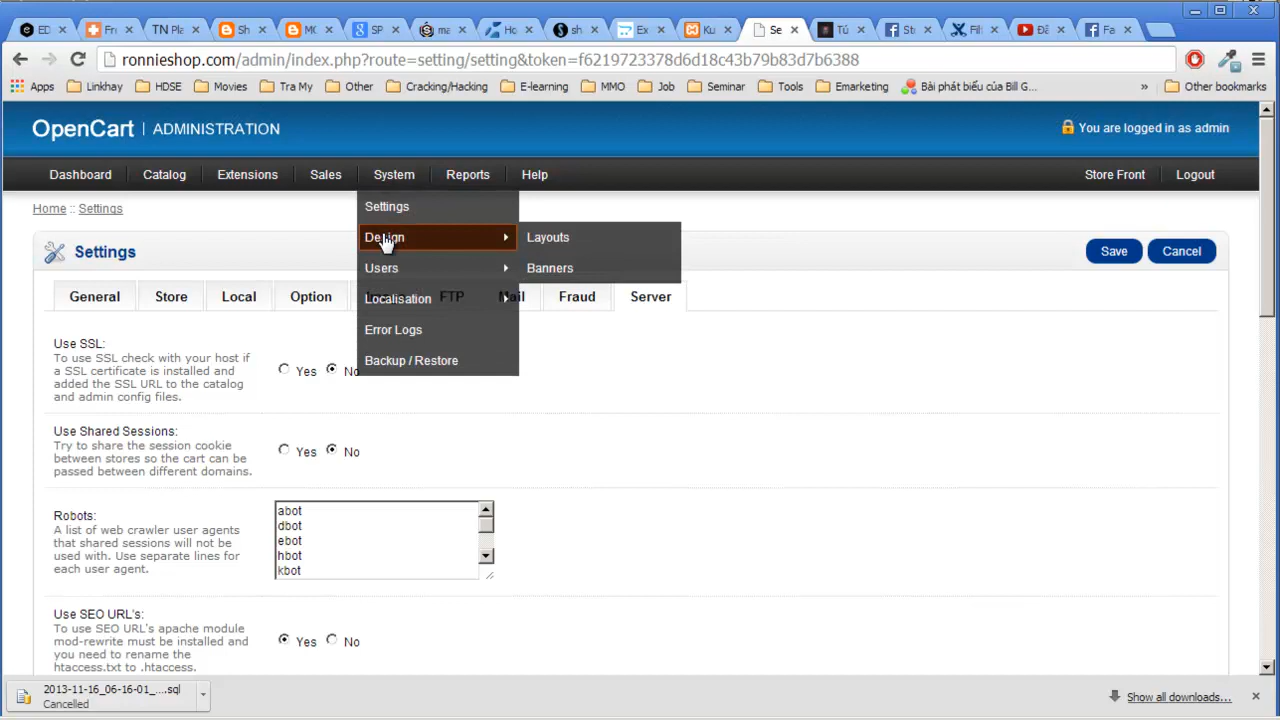 ED
Fr
TN Pla
Sh
MC
SP
ma
Ho
sh
Ex
Ku
Se
Tú
Sti
Filt
Đă
Fa
ronnieshop.com/admin/index.php?route=setting/setting&token=f6219723378d6d18c43b79b83d7b6388
Apps Linkhay HDSE Movies Tra My Other Cracking/Hacking E-learning MMO Job Seminar Tools Emarketing Bài phát biểu của Bill G... » Other bookmarks
OpenCart | ADMINISTRATION
You are logged in as admin
Dashboard Catalog Extensions Sales System Reports Help Store Front Logout
Home :: Settings
Settings
Design
Users
Localisation
Error Logs
Backup / Restore
Layouts
Banners
Settings
Save Cancel
General Store Local Option FTP Mail Fraud Server
Use SSL:
To use SSL check with your host if
a SSL certificate is installed and
added the SSL URL to the catalog
and admin config files.
Yes No
Use Shared Sessions:
Try to share the session cookie
between stores so the cart can be
passed between different domains.
Yes No
Robots:
A list of web crawler user agents
that shared sessions will not be
used with. Use separate lines for
each user agent.
abot
dbot
ebot
hbot
kbot
Use SEO URL's:
To use SEO URL's apache module
mod-rewrite must be installed and
you need to rename the
htaccess.txt to .htaccess.
Yes No
2013-11-16_06-16-01_....sql
Cancelled
Show all downloads...